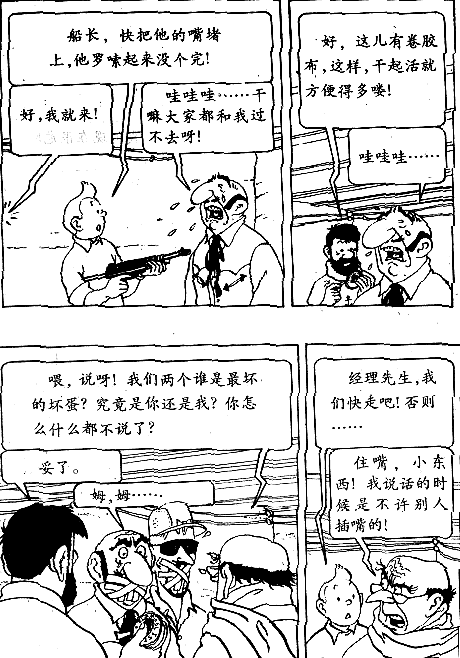 船长，快把他的嘴堵
上，他罗嗦起来没个完！
好，我就来！
哇哇哇……干
嘛大家都和我过
不去呀！
好，这儿有卷胶
布，这样，干起活就
方便得多喽！
哇哇哇……
喂，说呀！我们两个谁是最坏
的坏蛋？究竟是你还是我？你怎
么什么都不说了？
妥了。
姆，姆……
经理先生，我
们快走吧！否则
……
住嘴，小东
西！我说话的时
候是不许别人
插嘴的！